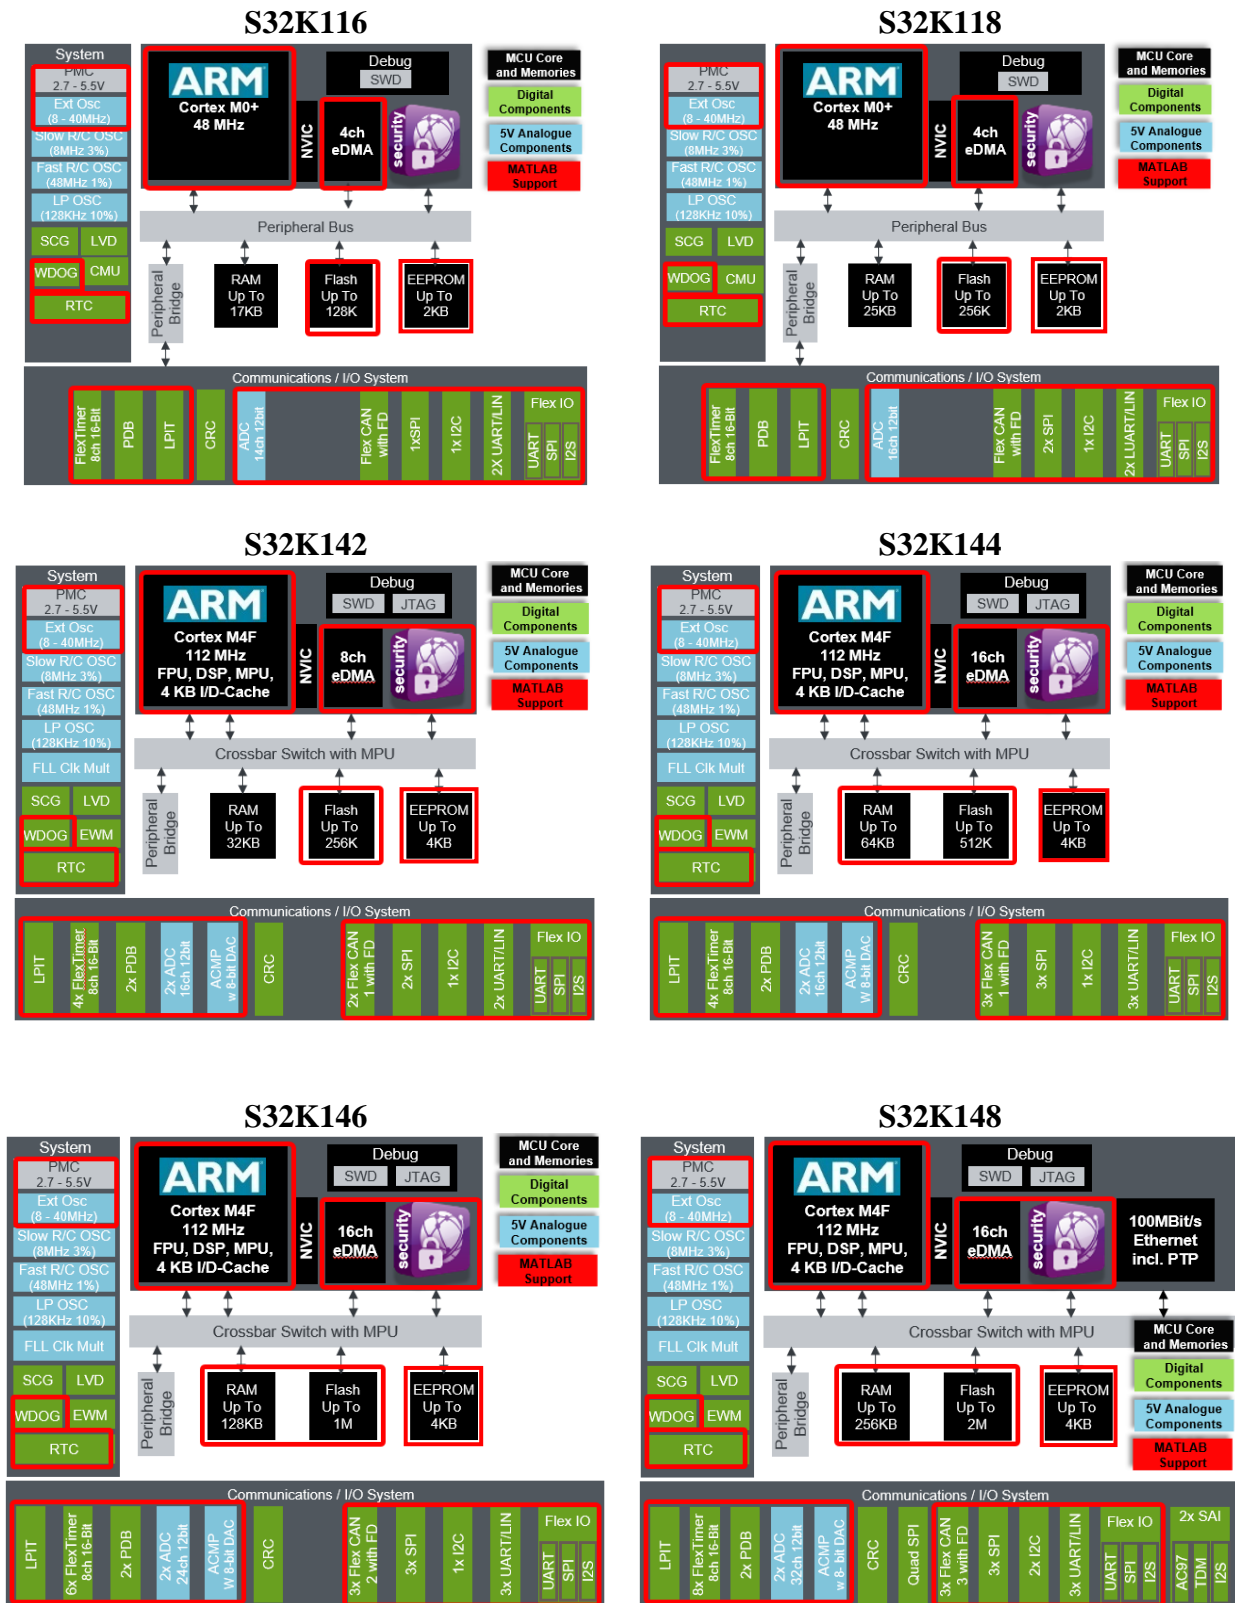 S32K116
System
PMC
2.7 - 5.5V
Ext Osc
(8 - 40MHz)
Slow R/C OSC
(8MHz 3%)
Fast R/C OSC
(48MHz 1%)
LP OSC
(128KHz 10%)
SCG
LVD
WDOG
CMU
RTC
ARM
Cortex M0+
48 MHz
NVIC
Debug
SWD
4ch
eDMA
security
MCU Core
and Memories
Digital
Components
5V Analogue
Components
MATLAB
Support
Peripheral Bus
Peripheral
Bridge
RAM
Up To
17KB
Flash
Up To
128K
EEPROM
Up To
2KB
Communications / I/O System
FlexTimer
8ch 16-Bit
PDB
LPIT
CRC
ADC
14ch 12bit
Flex CAN
with FD
1xSPI
1x I2C
2X UART/LIN
Flex IO
UART
SPI
I2S
S32K118
System
PMC
2.7 - 5.5V
Ext Osc
(8 - 40MHz)
Slow R/C OSC
(8MHz 3%)
Fast R/C OSC
(48MHz 1%)
LP OSC
(128KHz 10%)
SCG
LVD
WDOG
CMU
RTC
ARM
Cortex M0+
48 MHz
NVIC
Debug
SWD
4ch
eDMA
security
MCU Core
and Memories
Digital
Components
5V Analogue
Components
MATLAB
Support
Peripheral Bus
Peripheral
Bridge
RAM
Up To
25KB
Flash
Up To
256K
EEPROM
Up To
2KB
Communications / I/O System
FlexTimer
8ch 16-Bit
PDB
LPIT
CRC
ADC
16ch 12bit
Flex CAN
with FD
2x SPI
1x I2C
2x LUART/LIN
Flex IO
UART
SPI
I2S
S32K142
System
PMC
2.7 - 5.5V
Ext Osc
(8 - 40MHz)
Slow R/C OSC
(8MHz 3%)
Fast R/C OSC
(48MHz 1%)
LP OSC
(128KHz 10%)
FLL Clk Mult
SCG
LVD
WDOG
EWM
RTC
ARM
Cortex M4F
112 MHz
FPU, DSP, MPU,
4 KB I/D-Cache
NVIC
Debug
SWD
JTAG
8ch
eDMA
security
MCU Core
and Memories
Digital
Components
5V Analogue
Components
MATLAB
Support
Crossbar Switch with MPU
Peripheral
Bridge
RAM
Up To
32KB
Flash
Up To
256K
EEPROM
Up To
4KB
Communications / I/O System
LPIT
4x FlexTimer
8ch 16-Bit
2x PDB
2x ADC
16ch 12bit
ACMP
w 8-bit DAC
CRC
2x Flex CAN
1 with FD
2x SPI
1x I2C
2x UART/LIN
Flex IO
UART
SPI
I2S
S32K144
System
PMC
2.7 - 5.5V
Ext Osc
(8 - 40MHz)
Slow R/C OSC
(8MHz 3%)
Fast R/C OSC
(48MHz 1%)
LP OSC
(128KHz 10%)
FLL Clk Mult
SCG
LVD
WDOG
EWM
RTC
ARM
Cortex M4F
112 MHz
FPU, DSP, MPU,
4 KB I/D-Cache
NVIC
Debug
SWD
JTAG
16ch
eDMA
security
MCU Core
and Memories
Digital
Components
5V Analogue
Components
MATLAB
Support
Crossbar Switch with MPU
Peripheral
Bridge
RAM
Up To
64KB
Flash
Up To
512K
EEPROM
Up To
4KB
Communications / I/O System
LPIT
4x FlexTimer
8ch 16-Bit
2x PDB
2x ADC
16ch 12bit
ACMP
W 8-bit DAC
CRC
3x Flex CAN
1 with FD
3x SPI
1x I2C
3x UART/LIN
Flex IO
UART
SPI
I2S
S32K146
System
PMC
2.7 - 5.5V
Ext Osc
(8 - 40MHz)
Slow R/C OSC
(8MHz 3%)
Fast R/C OSC
(48MHz 1%)
LP OSC
(128KHz 10%)
FLL Clk Mult
SCG
LVD
WDOG
EWM
RTC
ARM
Cortex M4F
112 MHz
FPU, DSP, MPU,
4 KB I/D-Cache
NVIC
Debug
SWD
JTAG
16ch
eDMA
security
MCU Core
and Memories
Digital
Components
5V Analogue
Components
MATLAB
Support
Crossbar Switch with MPU
Peripheral
Bridge
RAM
Up To
128KB
Flash
Up To
1M
EEPROM
Up To
4KB
Communications / I/O System
LPIT
6x FlexTimer
8ch 16-Bit
2x PDB
2x ADC
24ch 12bit
ACMP
W 8-bit DAC
CRC
3x Flex CAN
2 with FD
3x SPI
1x I2C
3x UART/LIN
Flex IO
UART
SPI
I2S
S32K148
System
PMC
2.7 - 5.5V
Ext Osc
(8 - 40MHz)
Slow R/C OSC
(8MHz 3%)
Fast R/C OSC
(48MHz 1%)
LP OSC
(128KHz 10%)
FLL Clk Mult
SCG
LVD
WDOG
EWM
RTC
ARM
Cortex M4F
112 MHz
FPU, DSP, MPU,
4 KB I/D-Cache
NVIC
Debug
SWD
JTAG
16ch
eDMA
security
100MBit/s
Ethernet
incl. PTP
Crossbar Switch with MPU
MCU Core
and Memories
Digital
Components
5V Analogue
Components
MATLAB
Support
Peripheral
Bridge
RAM
Up To
256KB
Flash
Up To
2M
EEPROM
Up To
4KB
Communications / I/O System
LPIT
8x FlexTimer
8ch 16-Bit
2x PDB
2x ADC
32ch 12bit
ACMP
w 8-bit DAC
CRC
Quad SPI
3x Flex CAN
3 with FD
3x SPI
2x I2C
3x UART/LIN
Flex IO
UART
SPI
I2S
2x SAI
AC97
TDM
I2S